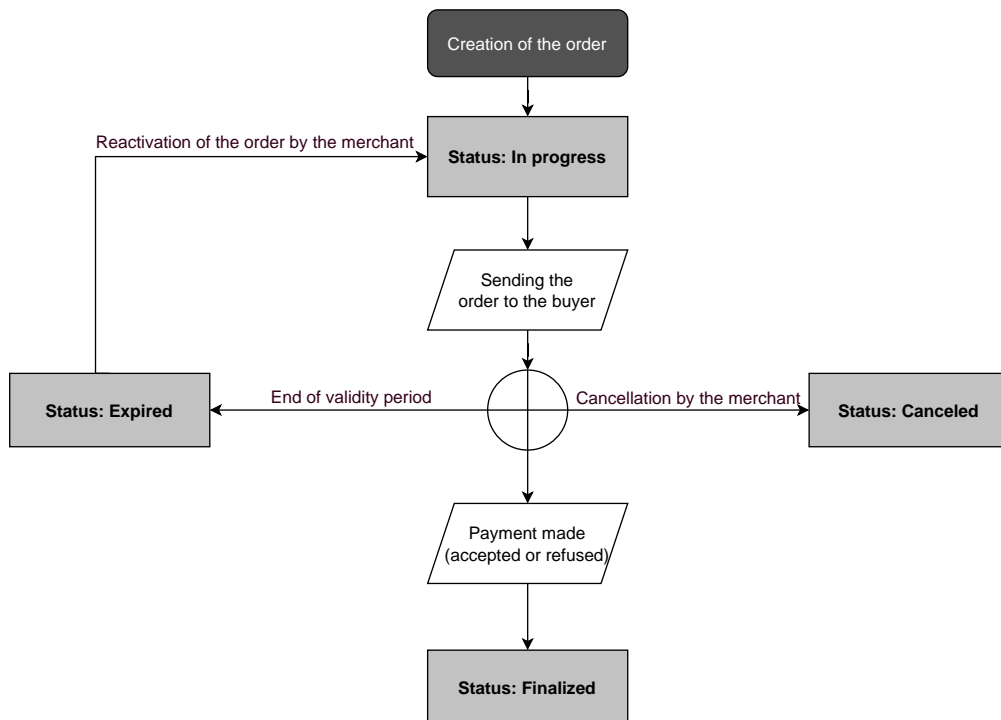 Creation of the order
Reactivation of the order by the merchant
Status: In progress
Sending the
order to the buyer
Status: Expired
End of validity period
Cancellation by the merchant
Status: Canceled
Payment made
(accepted or refused)
Status: Finalized